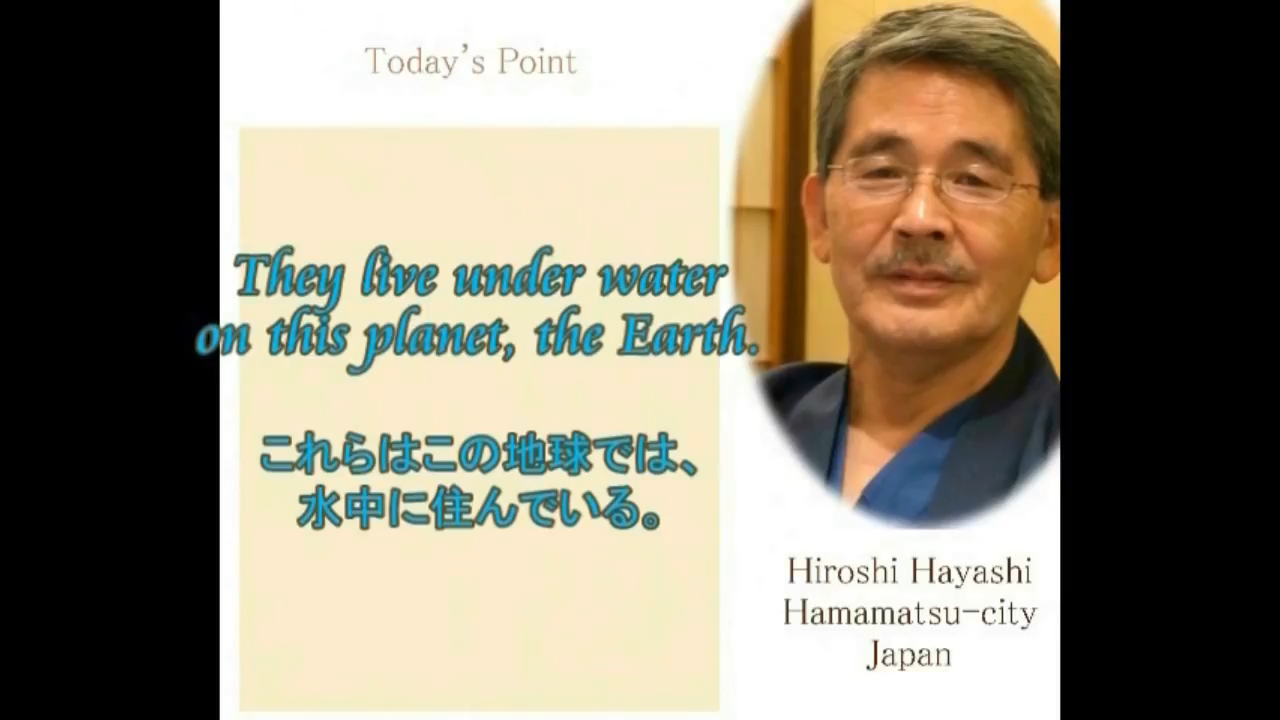 Today's Point
They live under water
on this planet, the Earth.
これらはこの地球では、
水中に住んでいる。
Hiroshi Hayashi
Hamamatsu-city
Japan